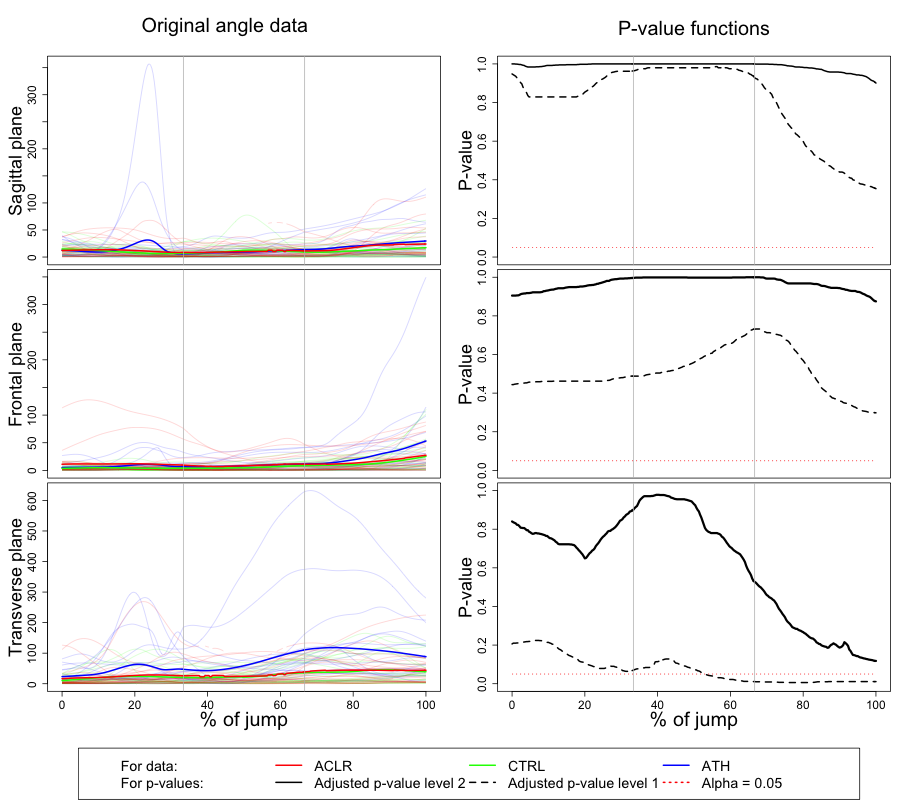 Original angle data
P-value functions
Sagittal plane
0 50 100 200 300
P-value
0.0 0.2 0.4 0.6 0.8 1.0
Frontal plane
0 50 100 200 300
P-value
0.0 0.2 0.4 0.6 0.8 1.0
Transverse plane
0 100 200 300 400 500 600
P-value
0.0 0.2 0.4 0.6 0.8 1.0
0 20 40 60 80 100
0 20 40 60 80 100
% of jump
% of jump
For data: ACLR CTRL ATH
For p-values: Adjusted p-value level 2 Adjusted p-value level 1 Alpha = 0.05